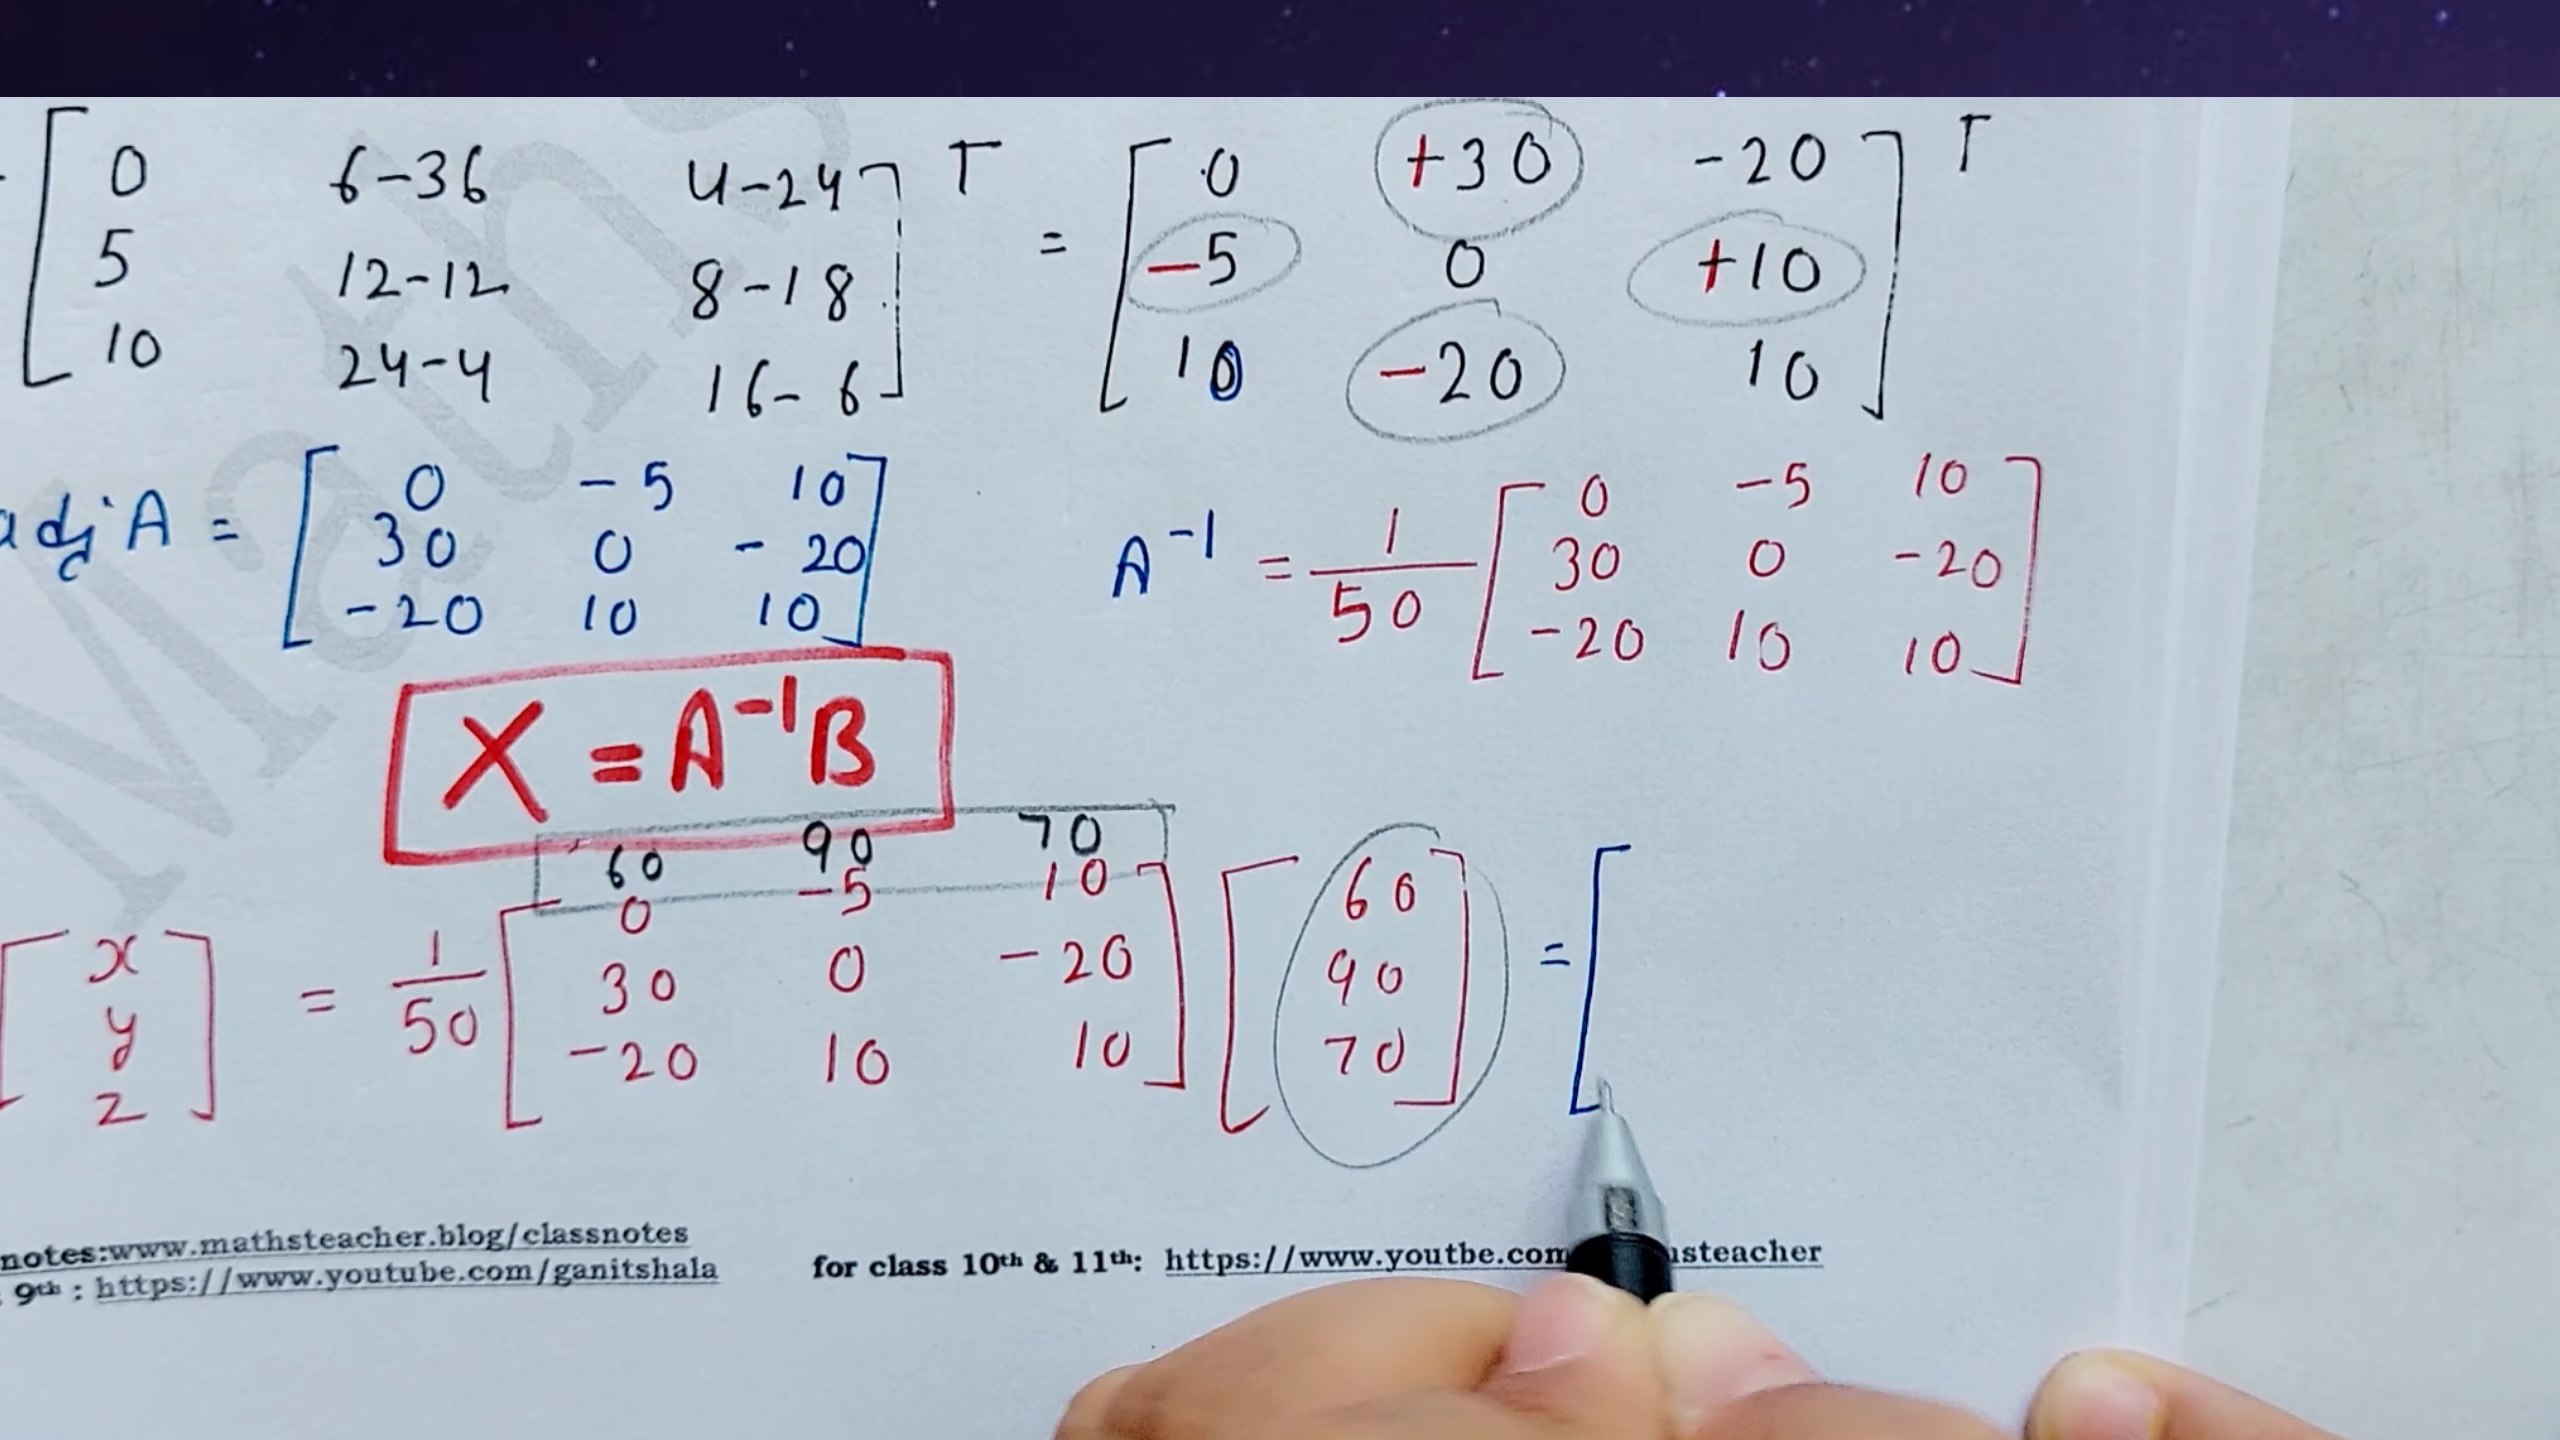 - [ 0 6-36 4-24 ] T = [ 0 +30 -20 ] T
5 12-12 8-18 -5 0 +10
10 24-4 16-6 10 -20 10
adj A = [ 0 -5 10 ] A⁻¹ = 1/50 [ 0 -5 10 ]
30 0 -20 30 0 -20
-20 10 10 -20 10 10
X = A⁻¹B
60 90 70
[ x ] = 1/50 [ 0 -5 10 ] [ 60 ] = [
y 30 0 -20 90
z -20 10 10 70
notes:www.mathsteacher.blog/classnotes
9th : https://www.youtube.com/ganitshala
for class 10th & 11th: https://www.youtbe.com steacher
Maths